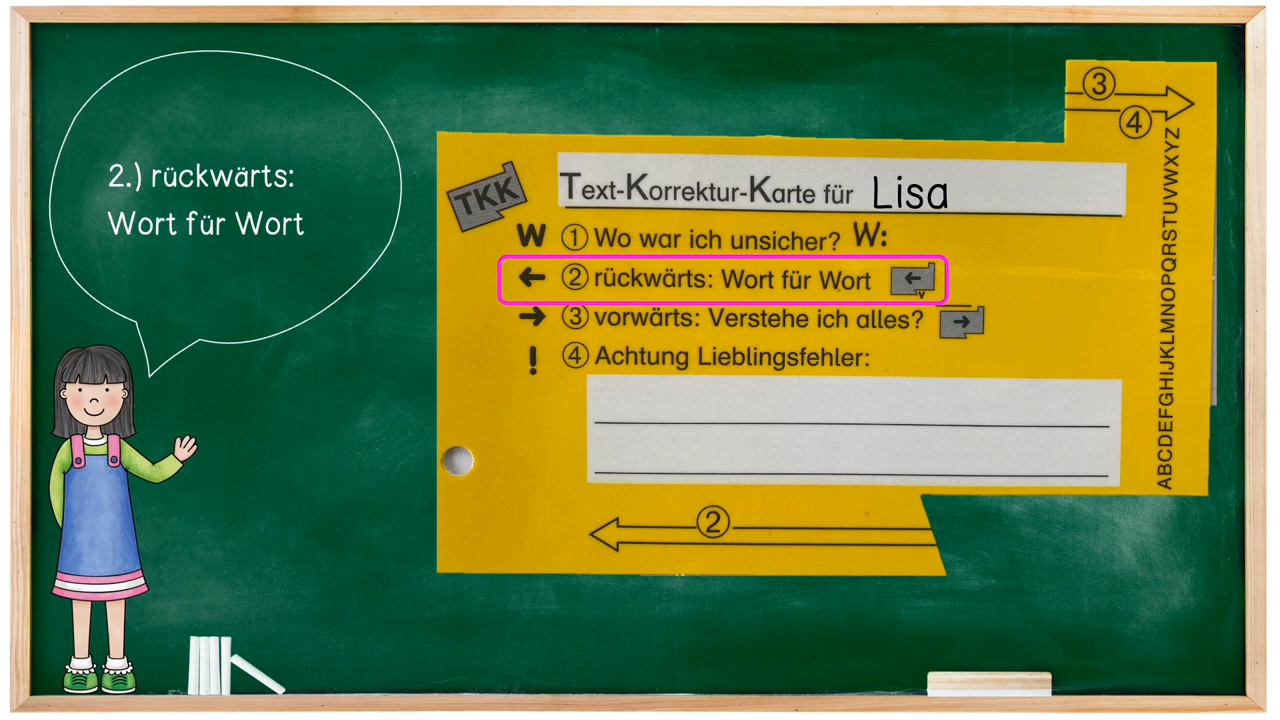 2.) rückwärts:
Wort für Wort
③
④
TKK
Text-Korrektur-Karte für Lisa
W ① Wo war ich unsicher? W:
← ② rückwärts: Wort für Wort ←
→ ③ vorwärts: Verstehe ich alles? →
! ④ Achtung Lieblingsfehler:
②
ABCDEFGHIJKLMNOPQRSTUVWXYZ